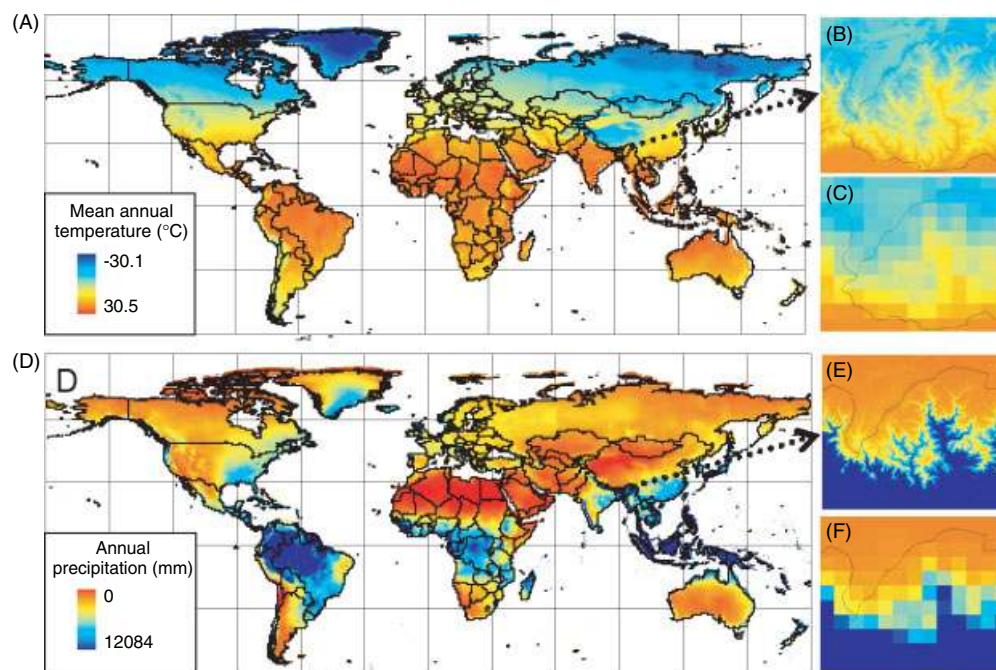 (A)
(B)
(C)
Mean annual
temperature (°C)
-30.1
30.5
(D)
D
(E)
(F)
Annual
precipitation (mm)
0
12084